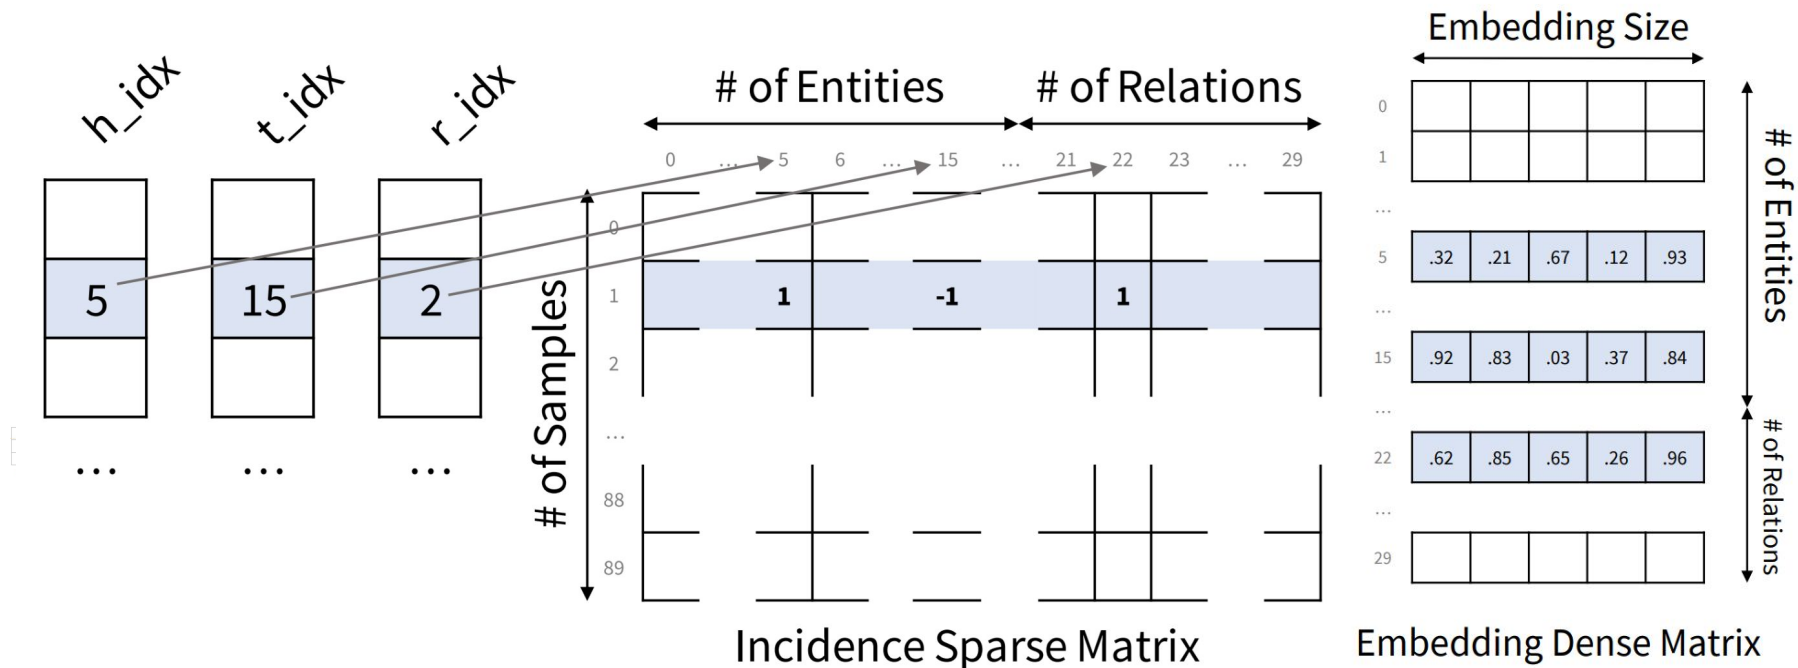 h_idx
t_idx
r_idx
5
15
2
...
...
...
# of Entities
# of Relations
0 ... 5 6 ... 15 ... 21 22 23 ... 29
# of Samples
0
1
1 -1 1
2
...
88
89
Incidence Sparse Matrix
Embedding Size
0
1
...
5 .32 .21 .67 .12 .93
...
15 .92 .83 .03 .37 .84
...
22 .62 .85 .65 .26 .96
...
29
# of Entities
# of Relations
Embedding Dense Matrix